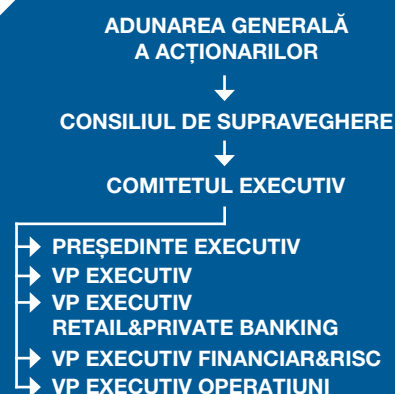 ADUNAREA GENERALĂ
A ACȚIONARILOR
CONSILIUL DE SUPRAVEGHERE
COMITETUL EXECUTIV
PREȘEDINTE EXECUTIV
VP EXECUTIV
VP EXECUTIV
RETAIL&PRIVATE BANKING
VP EXECUTIV FINANCIAR&RISC
VP EXECUTIV OPERATIUNI